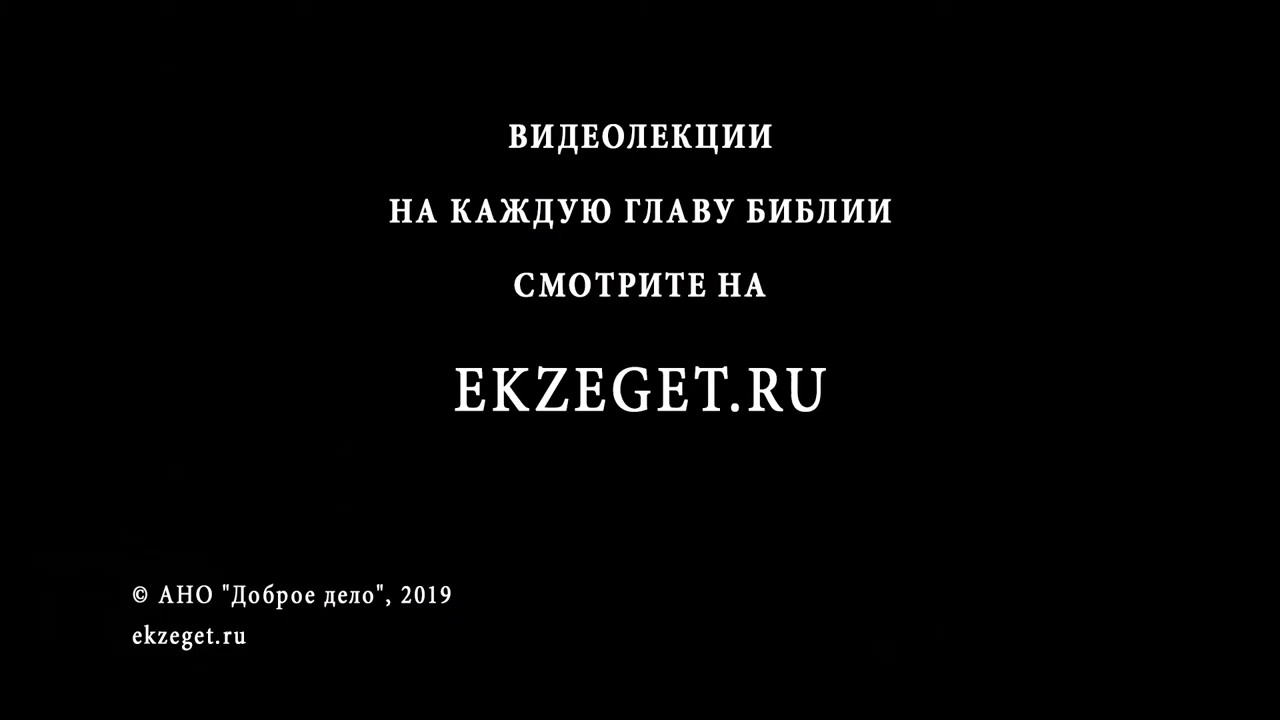 ВИДЕОЛЕКЦИИ
НА КАЖДУЮ ГЛАВУ БИБЛИИ
СМОТРИТЕ НА
EKZEGET.RU
© АНО "Доброе дело", 2019
ekzeget.ru